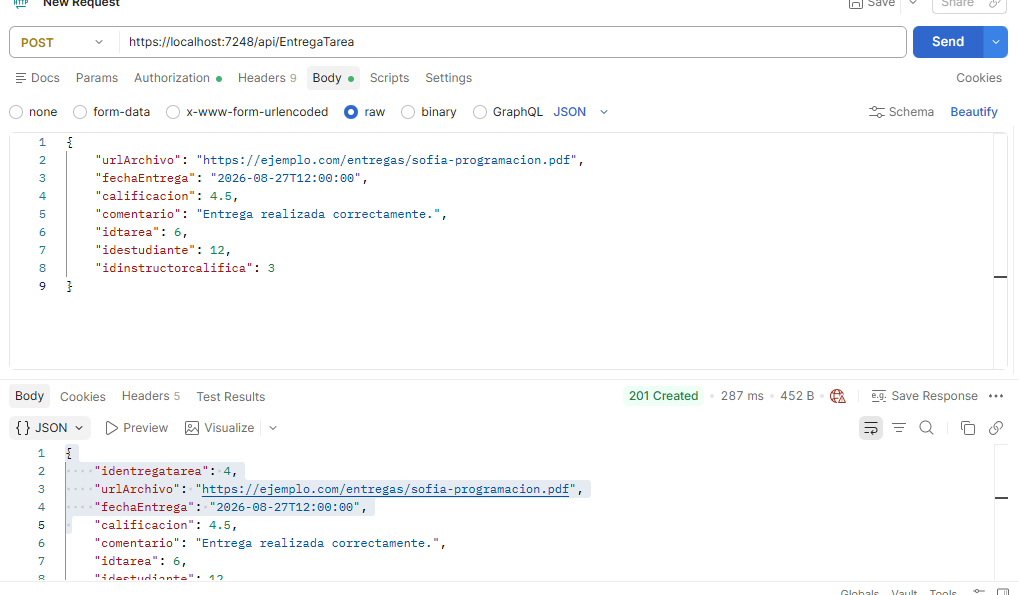 HTTP New Request Save Share
POST https://localhost:7248/api/EntregaTarea Send
Docs Params Authorization Headers 9 Body Scripts Settings Cookies
none form-data x-www-form-urlencoded raw binary GraphQL JSON Schema Beautify
1 {
2 "urlArchivo": "https://ejemplo.com/entregas/sofia-programacion.pdf",
3 "fechaEntrega": "2026-08-27T12:00:00",
4 "calificacion": 4.5,
5 "comentario": "Entrega realizada correctamente.",
6 "idtarea": 6,
7 "idestudiante": 12,
8 "idinstructorcalifica": 3
9 }
Body Cookies Headers 5 Test Results 201 Created 287 ms 452 B e.g. Save Response
{} JSON Preview Visualize
1 {
2 "identregatarea": 4,
3 "urlArchivo": "https://ejemplo.com/entregas/sofia-programacion.pdf",
4 "fechaEntrega": "2026-08-27T12:00:00",
5 "calificacion": 4.5,
6 "comentario": "Entrega realizada correctamente.",
7 "idtarea": 6,
8 "idestudiante": 12
Globals Vault Tools